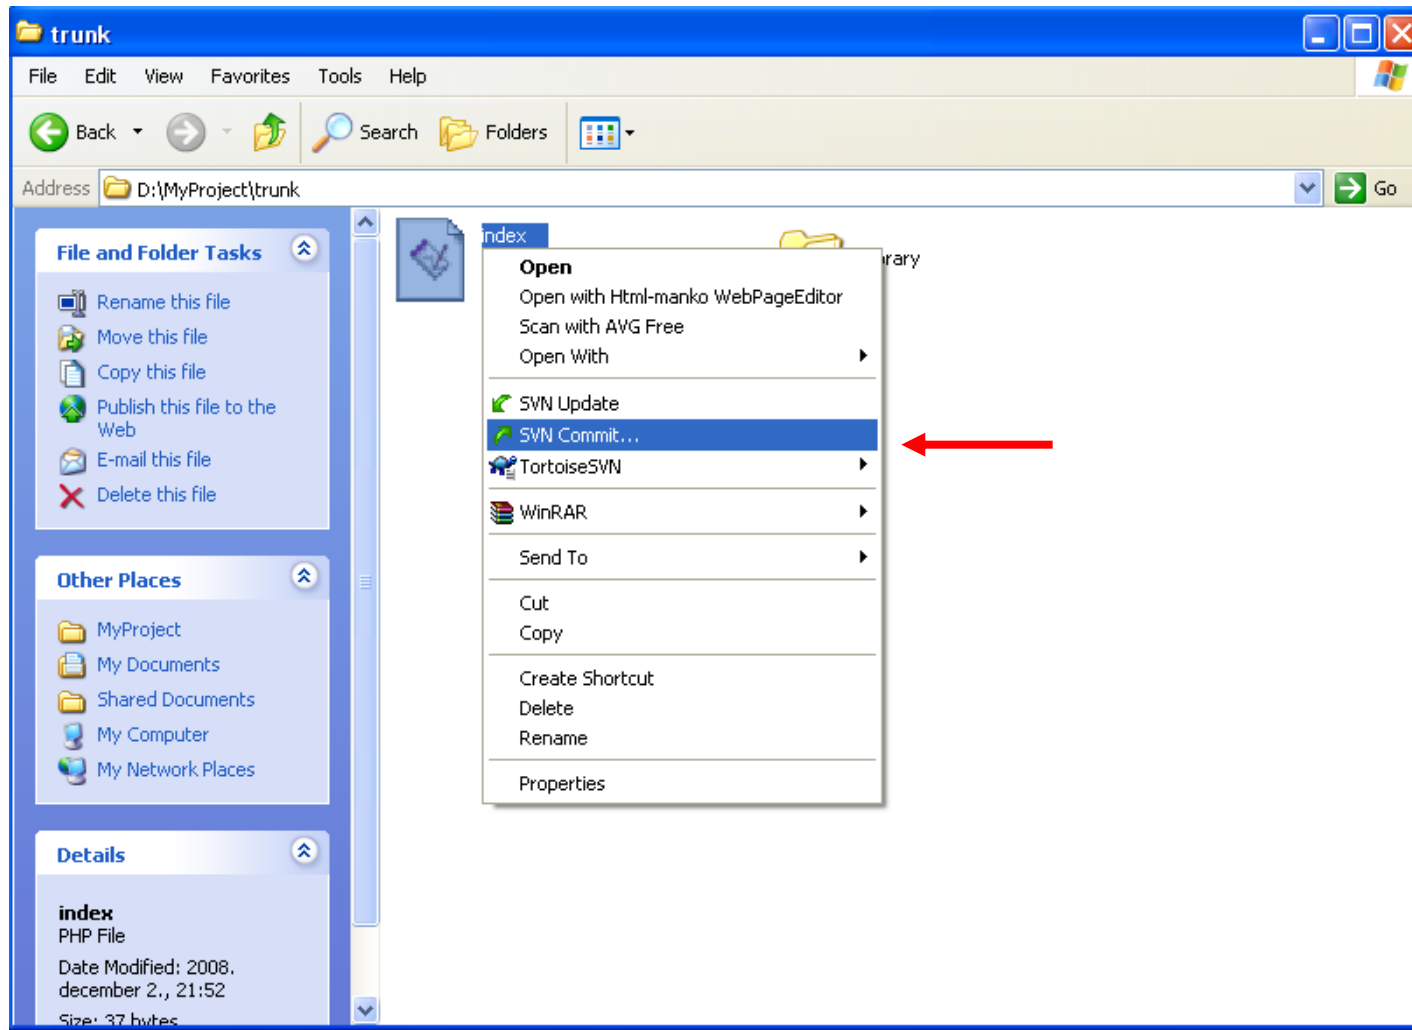 trunk
File Edit View Favorites Tools Help
Back Search Folders
Address D:\MyProject\trunk Go
File and Folder Tasks
Rename this file
Move this file
Copy this file
Publish this file to the
Web
E-mail this file
Delete this file
Other Places
MyProject
My Documents
Shared Documents
My Computer
My Network Places
Details
index
PHP File
Date Modified: 2008.
december 2., 21:52
Size: 37 bytes
index
Open
Open with Html-manko WebPageEditor
Scan with AVG Free
Open With
SVN Update
SVN Commit...
TortoiseSVN
WinRAR
Send To
Cut
Copy
Create Shortcut
Delete
Rename
Properties